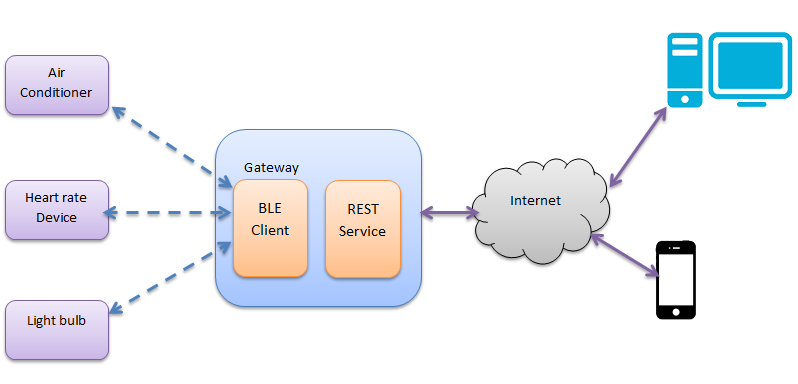 Air
Conditioner
Heart rate
Device
Light bulb
Gateway
BLE
Client
REST
Service
Internet